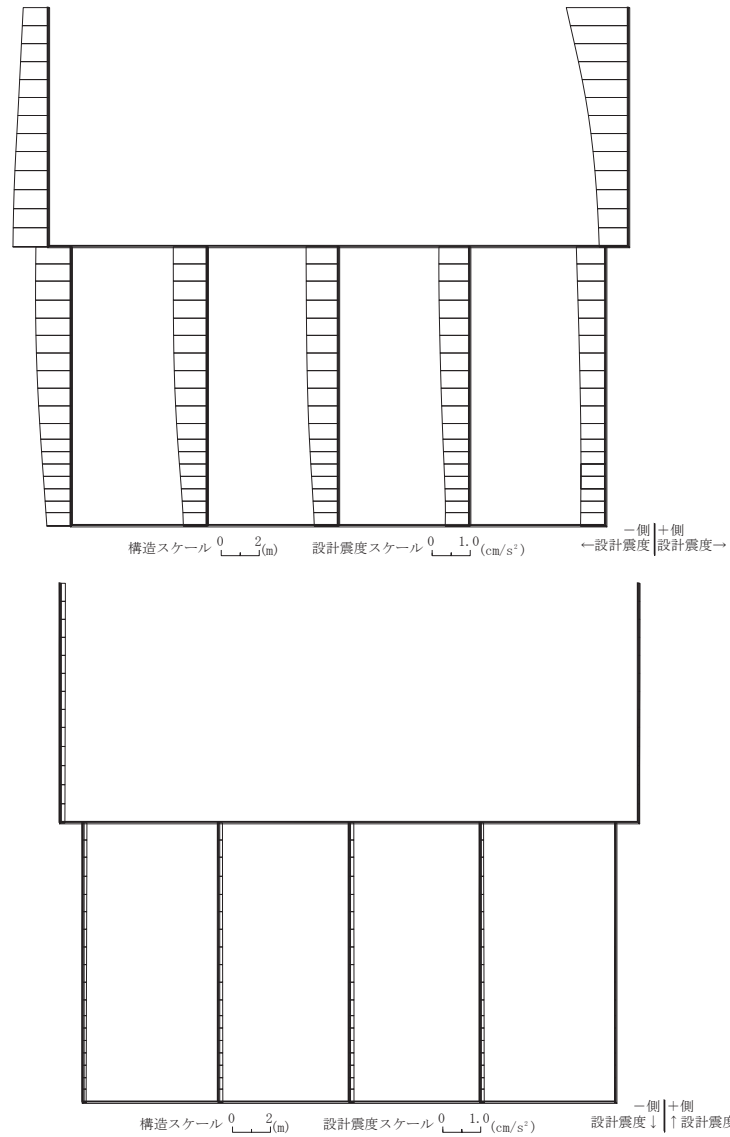 －側 ＋側
構造スケール 0 2 (m) 設計震度スケール 0 1.0 (cm/s²) ←設計震度 設計震度→
－側 ＋側
構造スケール 0 2 (m) 設計震度スケール 0 1.0 (cm/s²) 設計震度↓ ↑設計震度